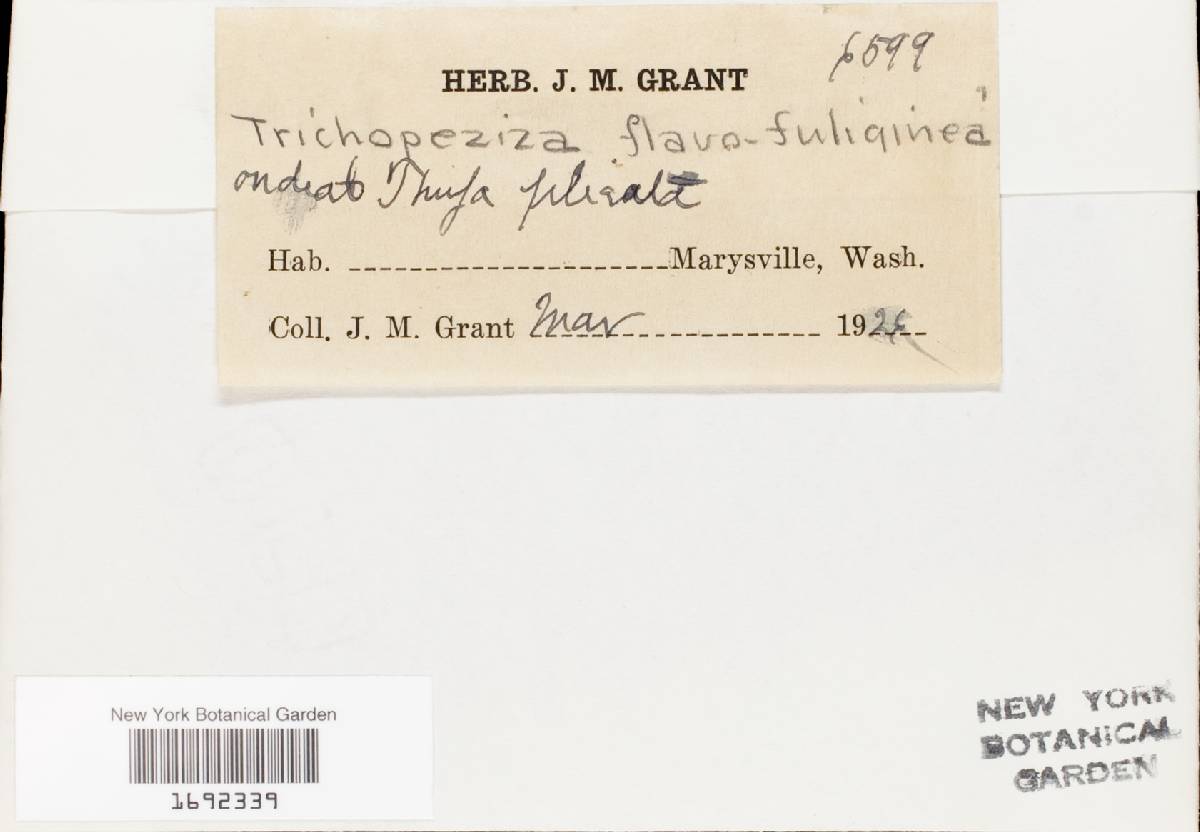 6599
HERB. J. M. GRANT
Trichopeziza flavo-fuliginea
Thuja plicata
Hab. Marysville, Wash.
Coll. J. M. Grant Mar 192
New York Botanical Garden
1692339
NEW YORK
BOTANICAL
GARDEN